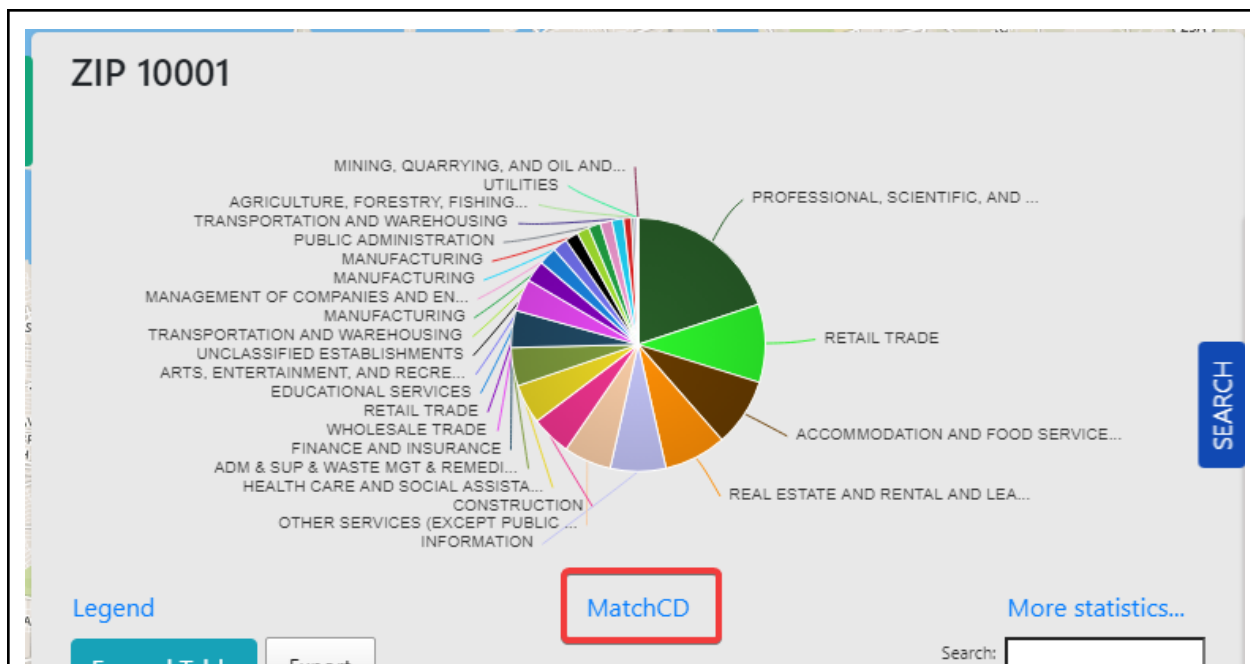 ZIP 10001
MINING, QUARRYING, AND OIL AND...
UTILITIES
AGRICULTURE, FORESTRY, FISHING...
TRANSPORTATION AND WAREHOUSING
PUBLIC ADMINISTRATION
MANUFACTURING
MANUFACTURING
MANAGEMENT OF COMPANIES AND EN...
MANUFACTURING
TRANSPORTATION AND WAREHOUSING
UNCLASSIFIED ESTABLISHMENTS
ARTS, ENTERTAINMENT, AND RECRE...
EDUCATIONAL SERVICES
RETAIL TRADE
WHOLESALE TRADE
FINANCE AND INSURANCE
ADM & SUP & WASTE MGT & REMEDI...
HEALTH CARE AND SOCIAL ASSISTA...
CONSTRUCTION
OTHER SERVICES (EXCEPT PUBLIC ...
INFORMATION
PROFESSIONAL, SCIENTIFIC, AND ...
RETAIL TRADE
ACCOMMODATION AND FOOD SERVICE...
REAL ESTATE AND RENTAL AND LEA...
SEARCH
Legend
MatchCD
More statistics...
Export
Search: